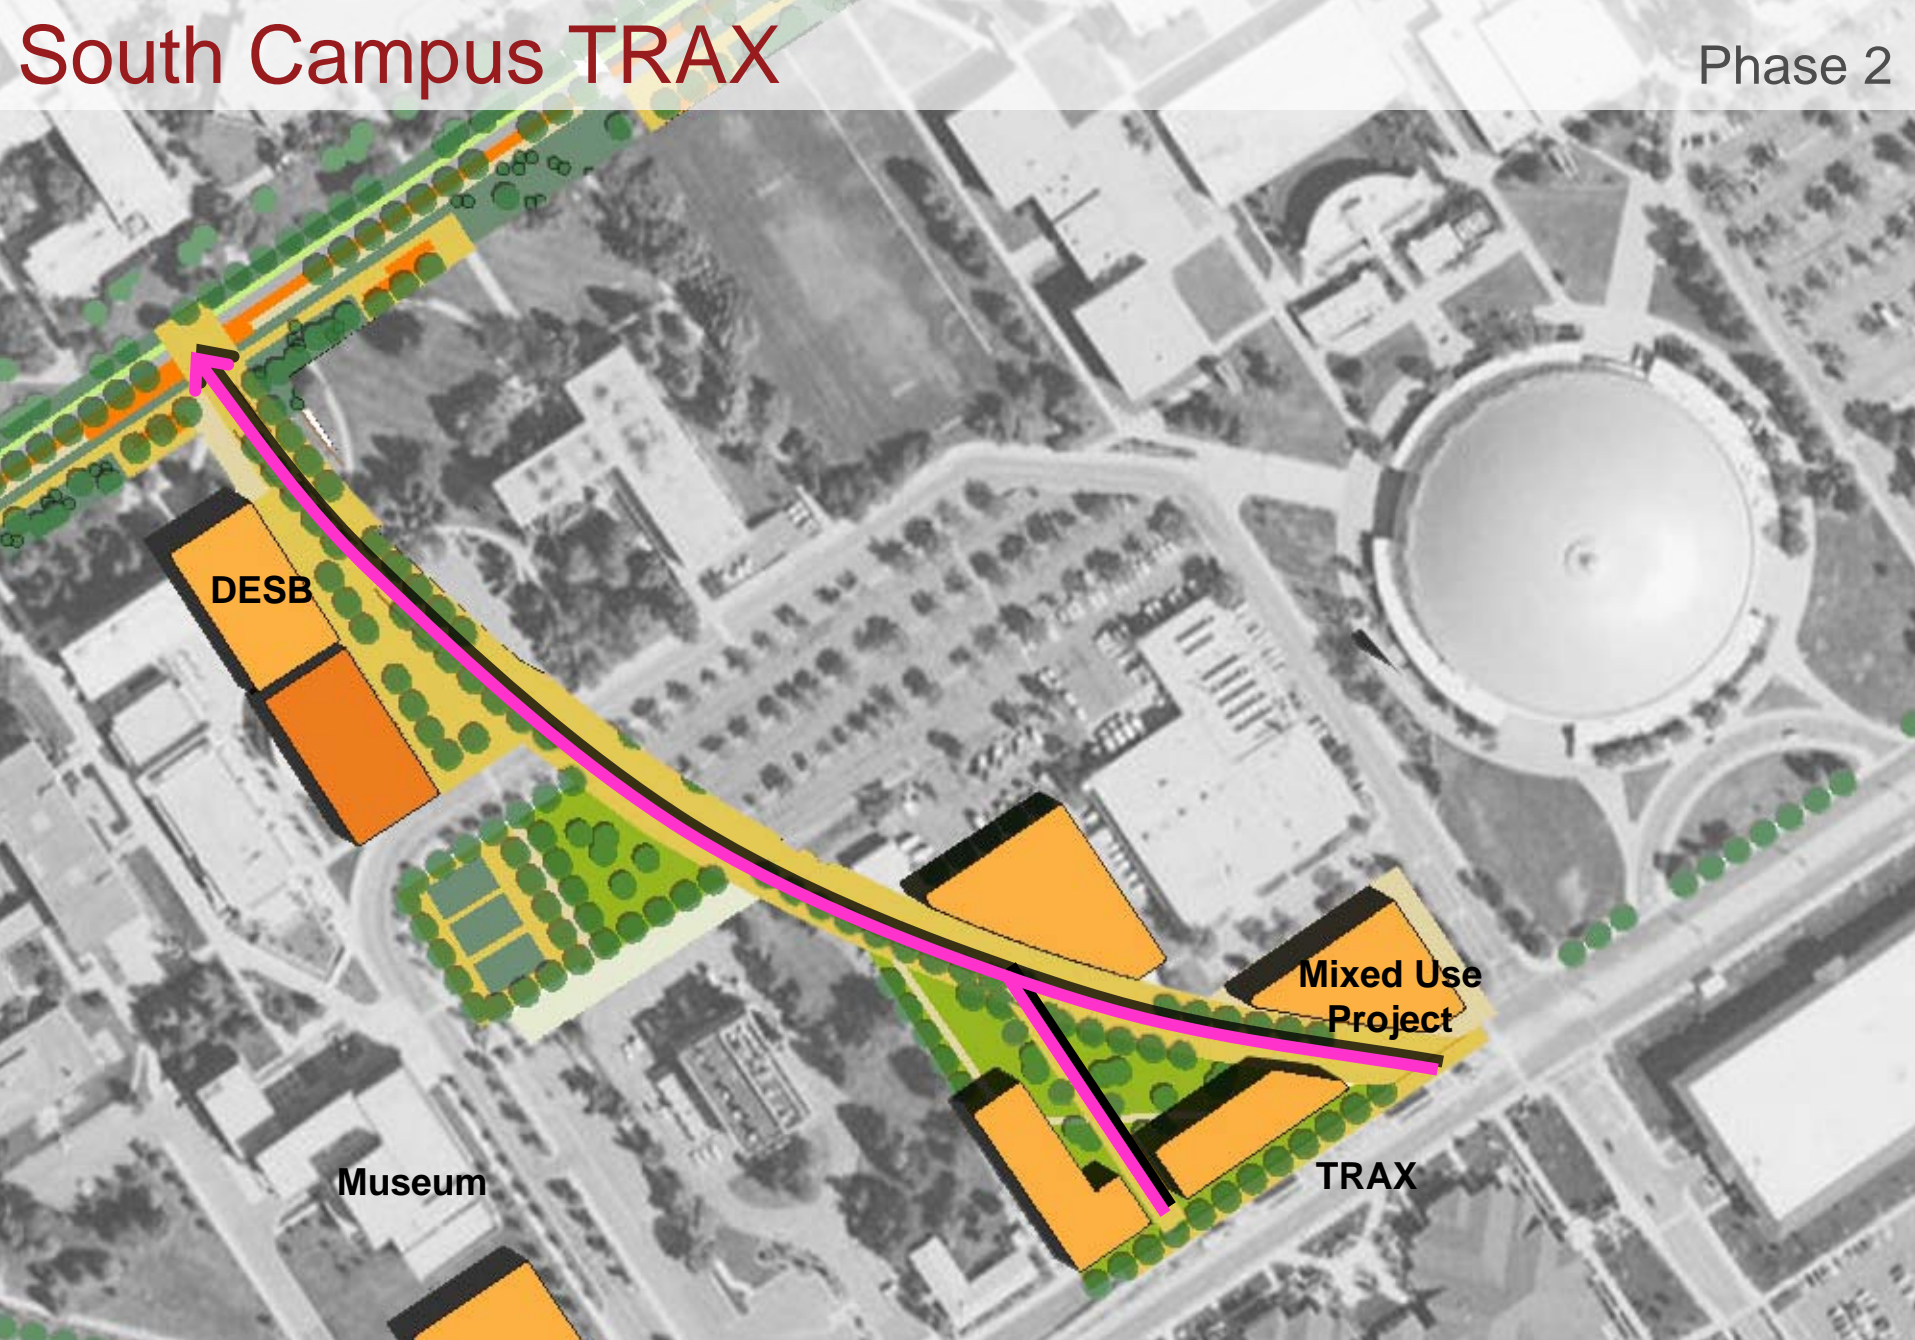 South Campus TRAX
Phase 2
DESB
Mixed Use
Project
Museum
TRAX